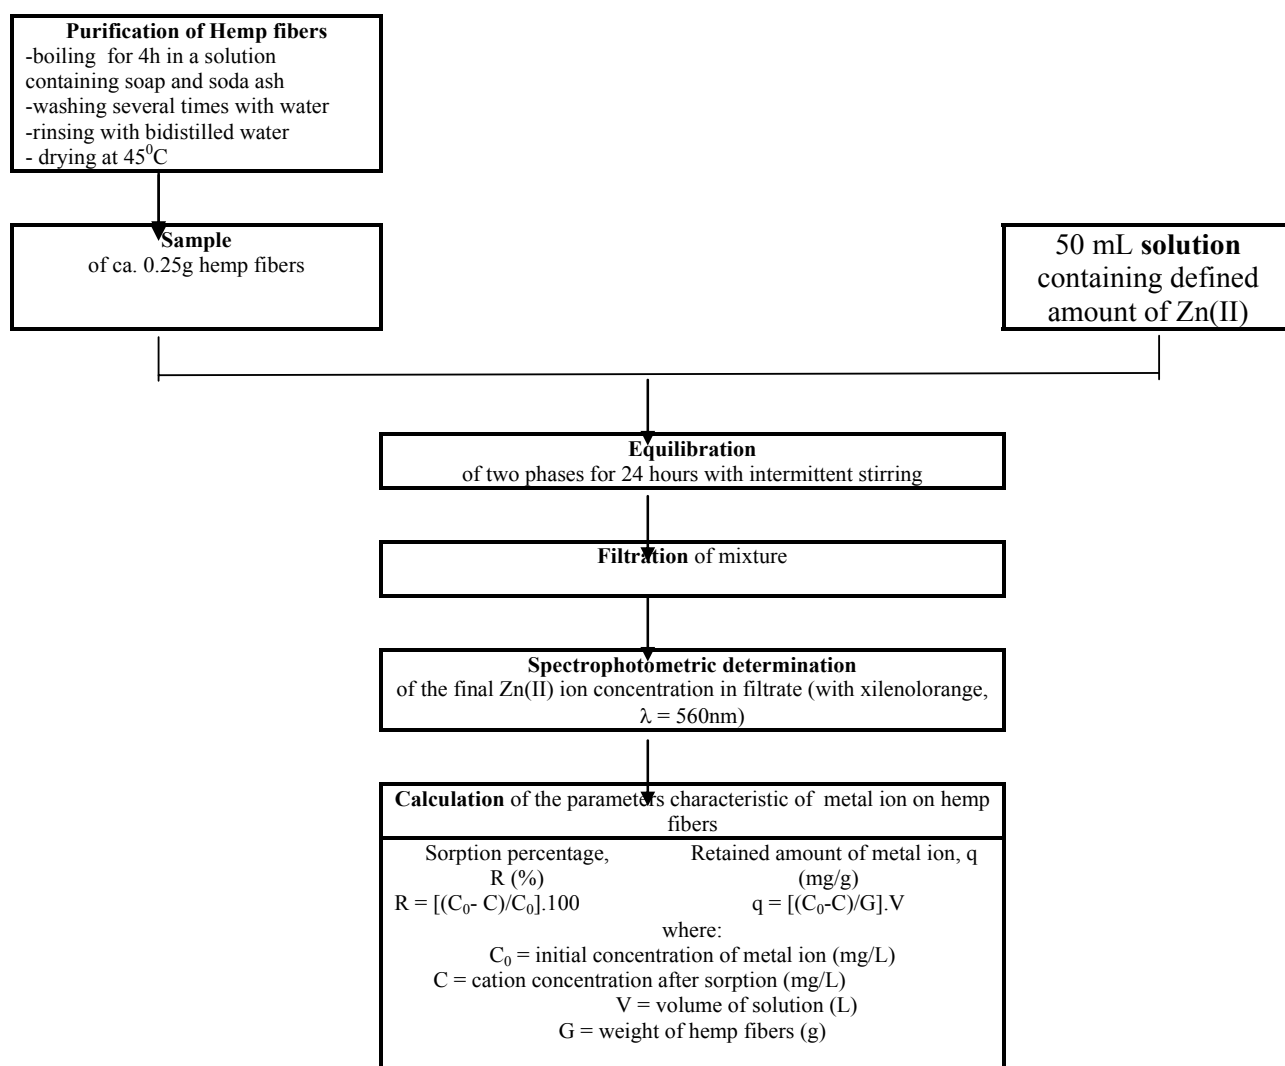 Purification of Hemp fibers
-boiling for 4h in a solution
containing soap and soda ash
-washing several times with water
-rinsing with bidistilled water
- drying at 45⁰C
Sample
of ca. 0.25g hemp fibers
50 mL solution
containing defined
amount of Zn(II)
Equilibration
of two phases for 24 hours with intermittent stirring
Filtration of mixture
Spectrophotometric determination
of the final Zn(II) ion concentration in filtrate (with xilenolorange,
λ = 560nm)
Calculation of the parameters characteristic of metal ion on hemp
fibers
Sorption percentage,
R (%)
R = [(C₀- C)/C₀].100
Retained amount of metal ion, q
(mg/g)
q = [(C₀-C)/G].V
where:
C₀ = initial concentration of metal ion (mg/L)
C = cation concentration after sorption (mg/L)
V = volume of solution (L)
G = weight of hemp fibers (g)